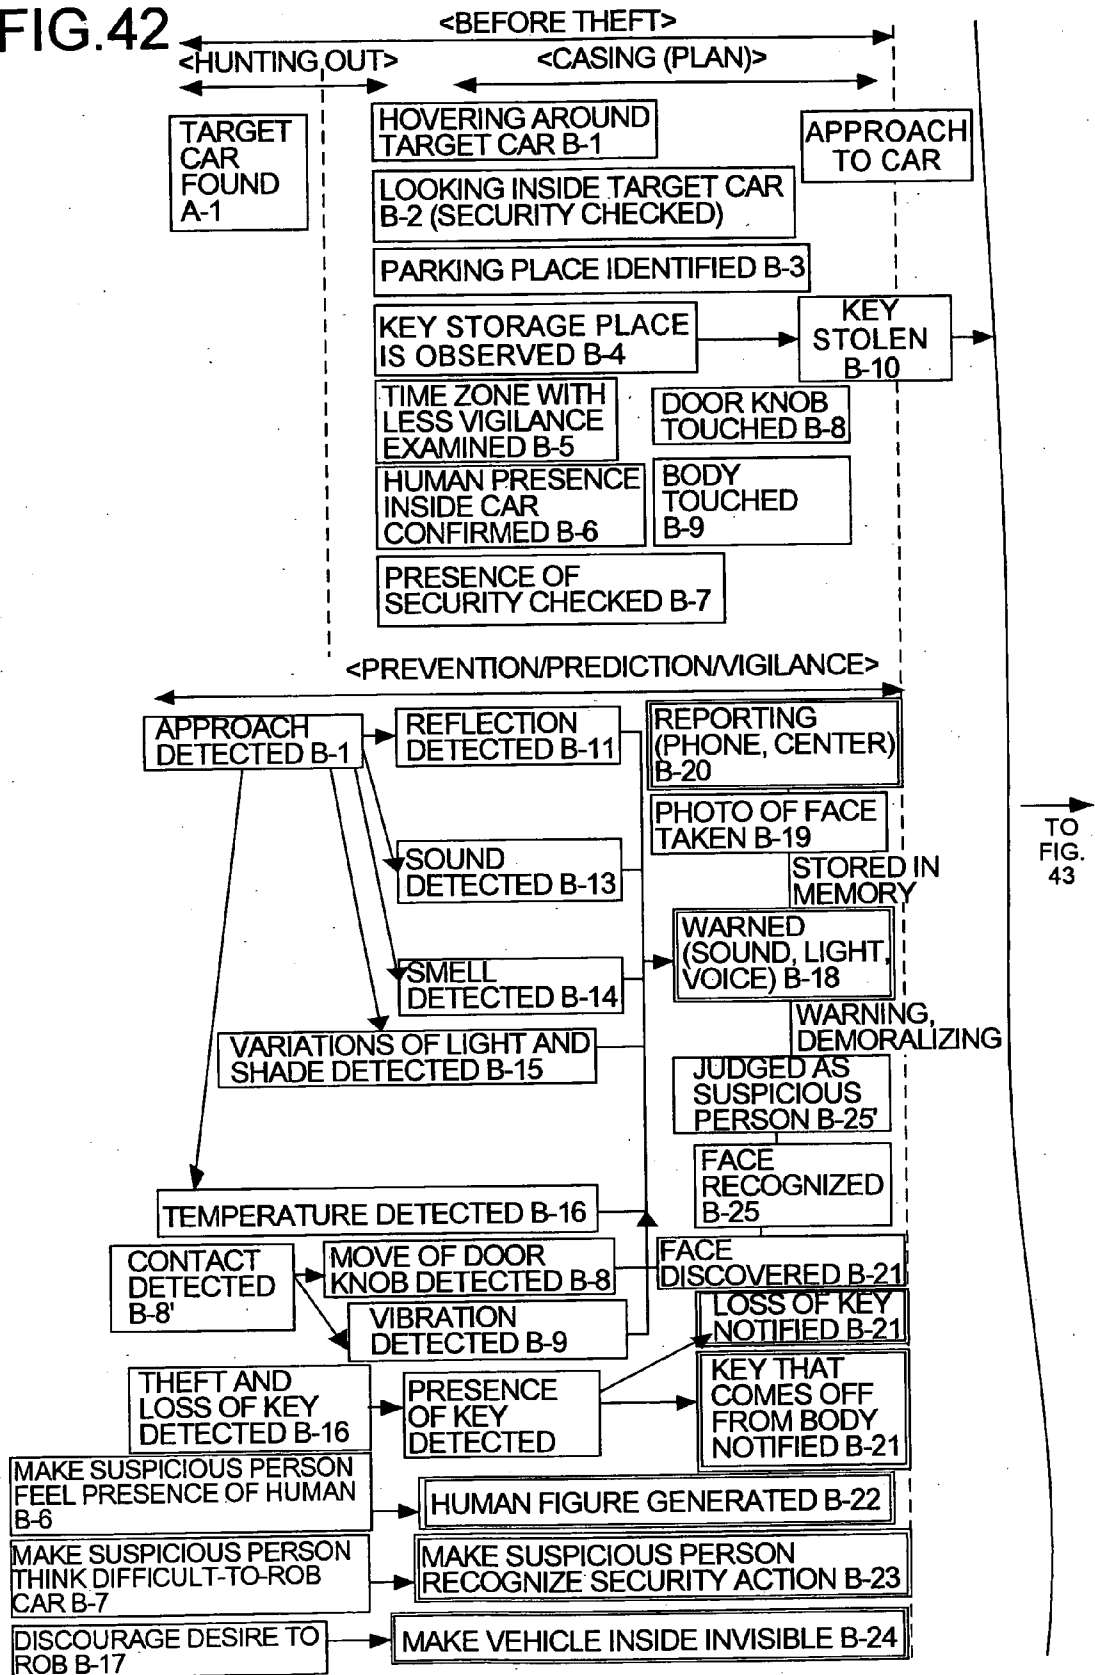 FIG.42
<BEFORE THEFT>
<HUNTING OUT>
<CASING (PLAN)>
TARGET
CAR
FOUND
A-1
HOVERING AROUND
TARGET CAR B-1
APPROACH
TO CAR
LOOKING INSIDE TARGET CAR
B-2 (SECURITY CHECKED)
PARKING PLACE IDENTIFIED B-3
KEY STORAGE PLACE
IS OBSERVED B-4
KEY
STOLEN
B-10
TIME ZONE WITH
LESS VIGILANCE
EXAMINED B-5
DOOR KNOB
TOUCHED B-8
HUMAN PRESENCE
INSIDE CAR
CONFIRMED B-6
BODY
TOUCHED
B-9
PRESENCE OF
SECURITY CHECKED B-7
<PREVENTION/PREDICTION/VIGILANCE>
APPROACH
DETECTED B-1
REFLECTION
DETECTED B-11
REPORTING
(PHONE, CENTER)
B-20
PHOTO OF FACE
TAKEN B-19
TO
FIG.
43
SOUND
DETECTED B-13
STORED IN
MEMORY
WARNED
(SOUND, LIGHT,
VOICE) B-18
SMELL
DETECTED B-14
WARNING,
DEMORALIZING
VARIATIONS OF LIGHT AND
SHADE DETECTED B-15
JUDGED AS
SUSPICIOUS
PERSON B-25'
FACE
RECOGNIZED
B-25
TEMPERATURE DETECTED B-16
CONTACT
DETECTED
B-8'
MOVE OF DOOR
KNOB DETECTED B-8
FACE
DISCOVERED B-21
VIBRATION
DETECTED B-9
LOSS OF KEY
NOTIFIED B-21
THEFT AND
LOSS OF KEY
DETECTED B-16
PRESENCE
OF KEY
DETECTED
KEY THAT
COMES OFF
FROM BODY
NOTIFIED B-21
MAKE SUSPICIOUS PERSON
FEEL PRESENCE OF HUMAN
B-6
HUMAN FIGURE GENERATED B-22
MAKE SUSPICIOUS PERSON
THINK DIFFICULT-TO-ROB
CAR B-7
MAKE SUSPICIOUS PERSON
RECOGNIZE SECURITY ACTION B-23
DISCOURAGE DESIRE TO
ROB B-17
MAKE VEHICLE INSIDE INVISIBLE B-24